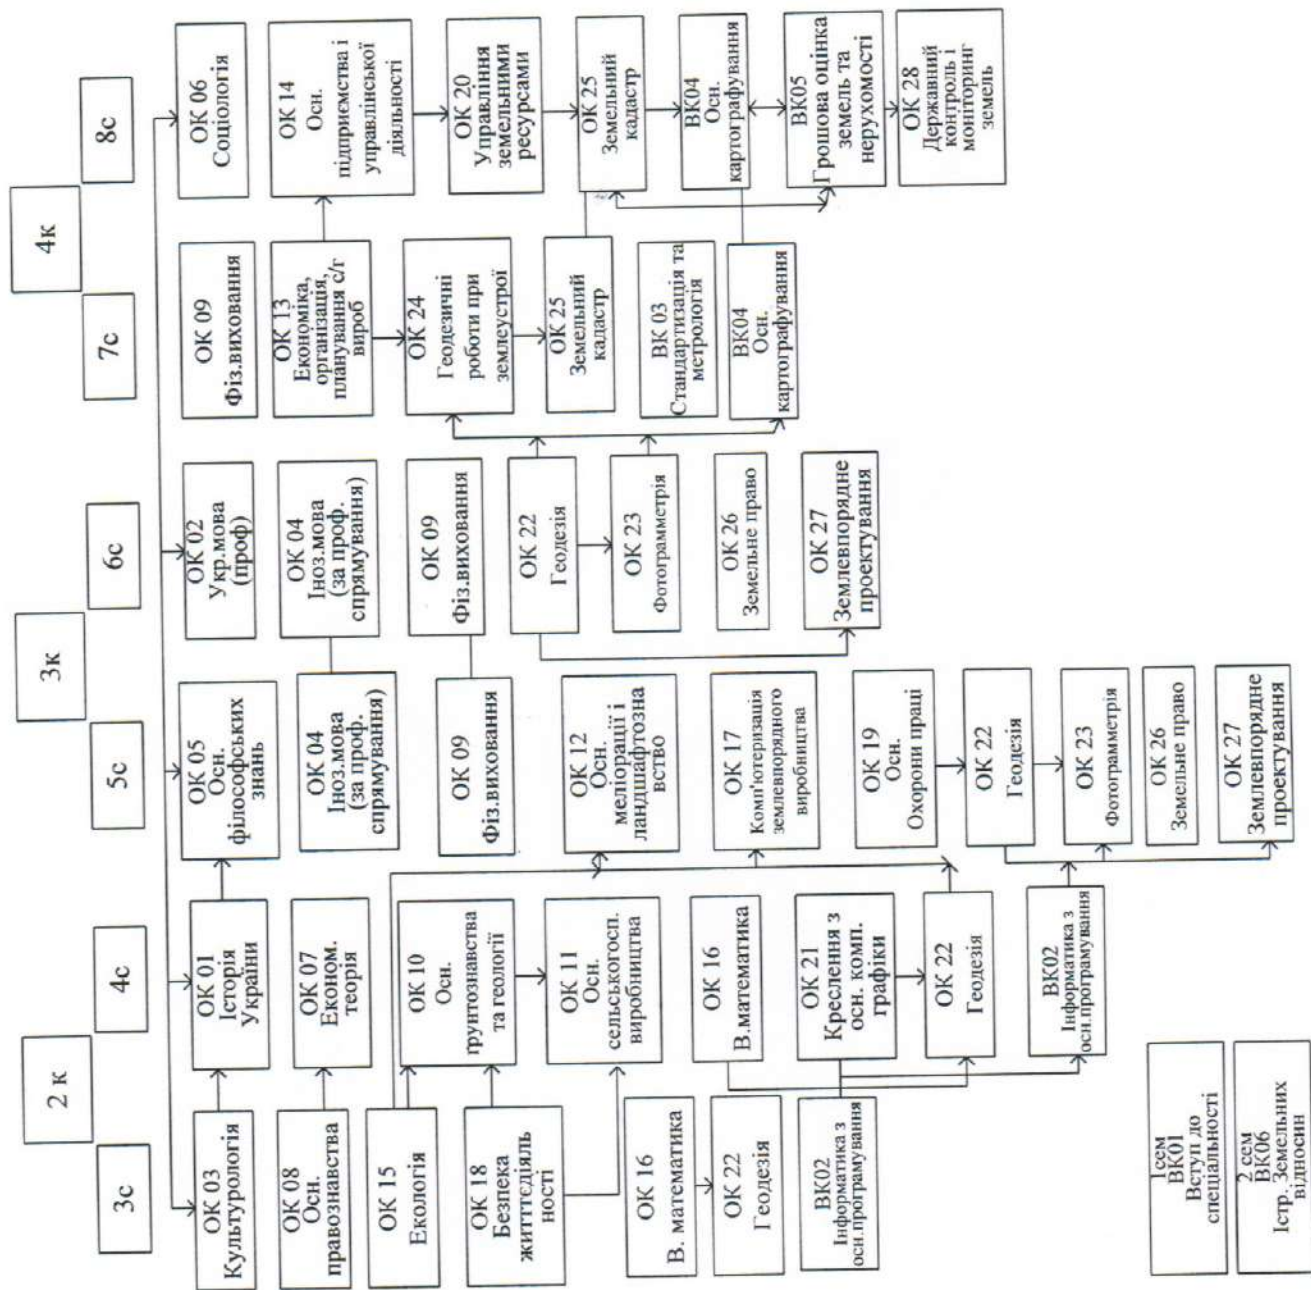 2 к
3к
4к
3с
4с
5с
6с
7с
8с
ОК 03
Культурологія
ОК 08
Осн.
правознавства
ОК 15
Екологія
ОК 18
Безпека
житттєдіяль
ності
ОК 16
В. математика
ОК 22
Геодезія
ВК02
Інформатика з
осн.програмування
1 сем
ВК01
Вступ до
спеціальності
2 сем
ВК06
Істр. Земельних
відносин
ОК 01
Історія
України
ОК 07
Економ.
теорія
ОК 10
Осн.
ґрунтознавства
та геології
ОК 11
Осн.
сельськогосп.
виробництва
ОК 16
В.математика
ОК 21
Креслення з
осн. комп.
графіки
ОК 22
Геодезія
ВК02
Інформатика з
осн.програмування
ОК 05
Осн.
філософських
знань
ОК 04
Іноз.мова
(за проф.
спрямування)
ОК 09
Фіз.виховання
ОК 12
Осн.
меліорації і
ландшафтозна
вство
ОК 17
Комп'ютеризація
землевпорядного
виробництва
ОК 19
Осн.
Охорони праці
ОК 22
Геодезія
ОК 23
Фотограмметрія
ОК 26
Земельне право
ОК 27
Землевпорядне
проектування
ОК 02
Укр.мова
(проф)
ОК 04
Іноз.мова
(за проф.
спрямування)
ОК 09
Фіз.виховання
ОК 22
Геодезія
ОК 23
Фотограмметрія
ОК 26
Земельне право
ОК 27
Землевпорядне
проектування
ОК 09
Фіз.виховання
ОК 13
Економіка,
організація,
планування с/г
вироб
ОК 24
Геодезичні
роботи при
землеустрої
ОК 25
Земельний
кадастр
ВК 03
Стандартизація та
метрологія
ВК04
Осн.
картографування
ОК 06
Соціологія
ОК 14
Осн.
підприємства і
управлінської
діяльності
ОК 20
Управління
земельними
ресурсами
ОК 25
Земельний
кадастр
ВК04
Осн.
картографування
ВК05
Грошова оцінка
земель та
нерухомості
ОК 28
Державний
контроль і
моніторинг
земель